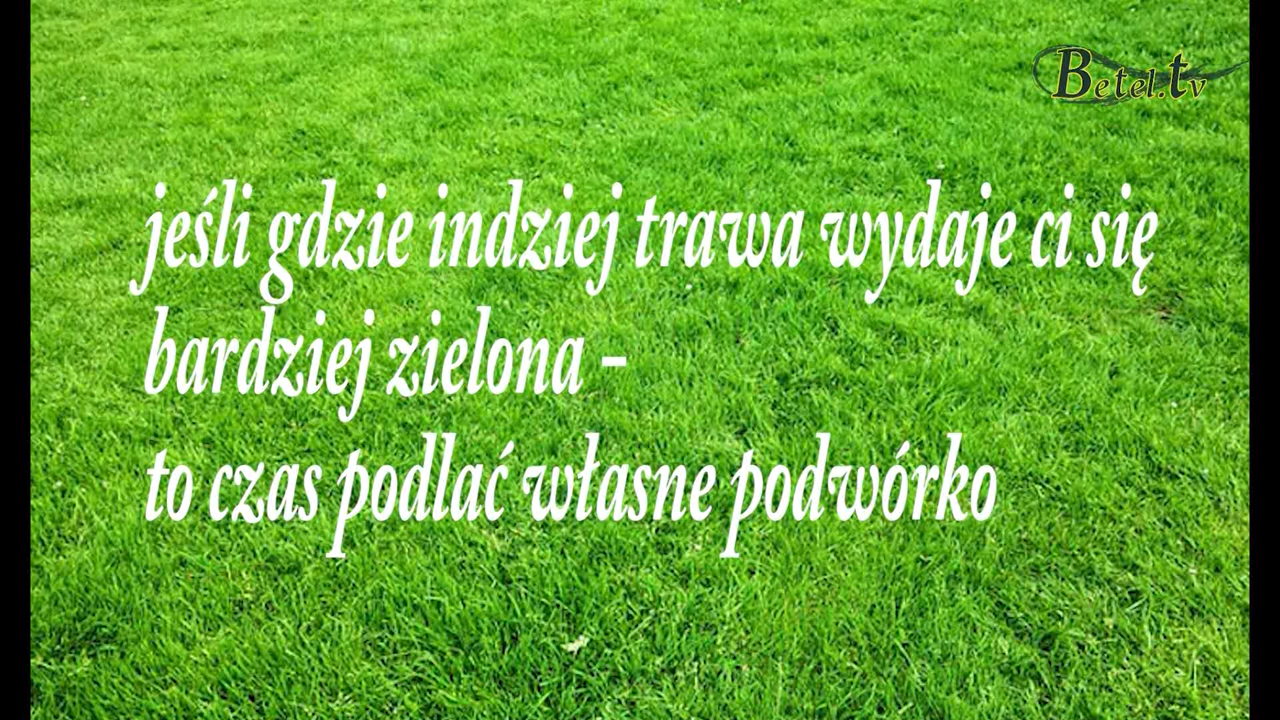 Betel.tv
jeśli gdzie indziej trawa wydaje ci się
bardziej zielona -
to czas podlać własne podwórko